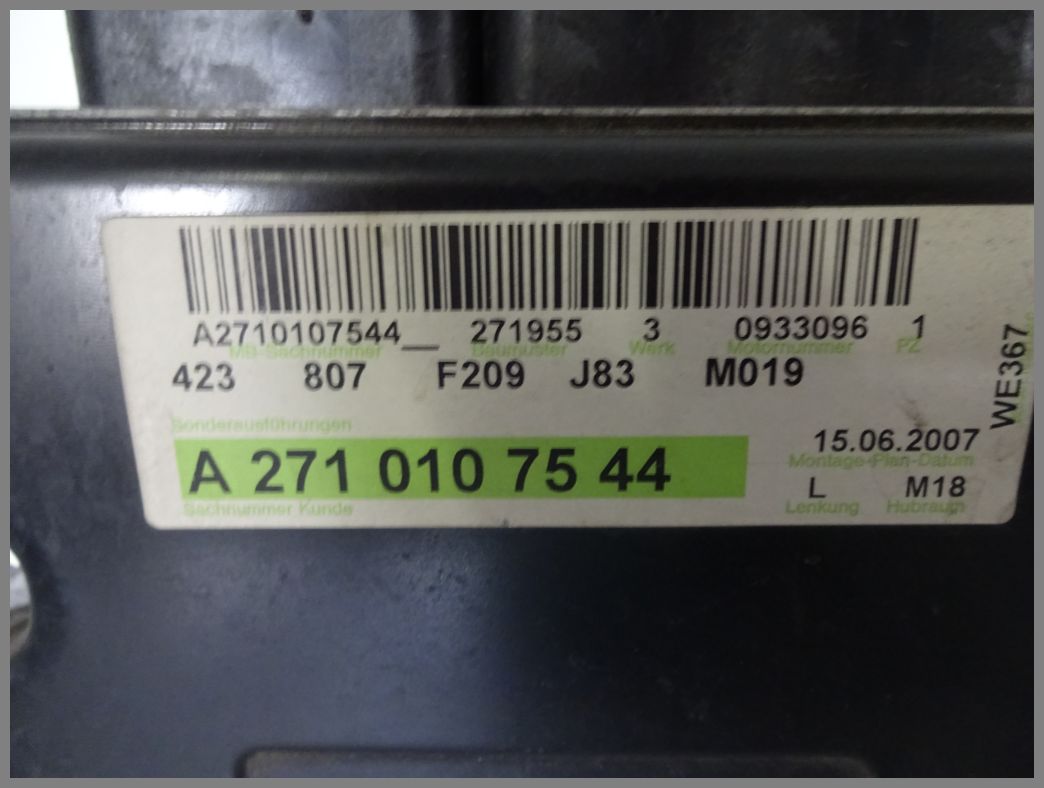 A2710107544__ 271955 3 0933096 1
MB-Sachnummer Baumuster Werk Motornummer PZ
423 807 F209 J83 M019
WE367
Sonderausführungen
15.06.2007
Montage-Plan-Datum
A 271 010 75 44
L M18
Sachnummer Kunde
Lenkung Hubraum